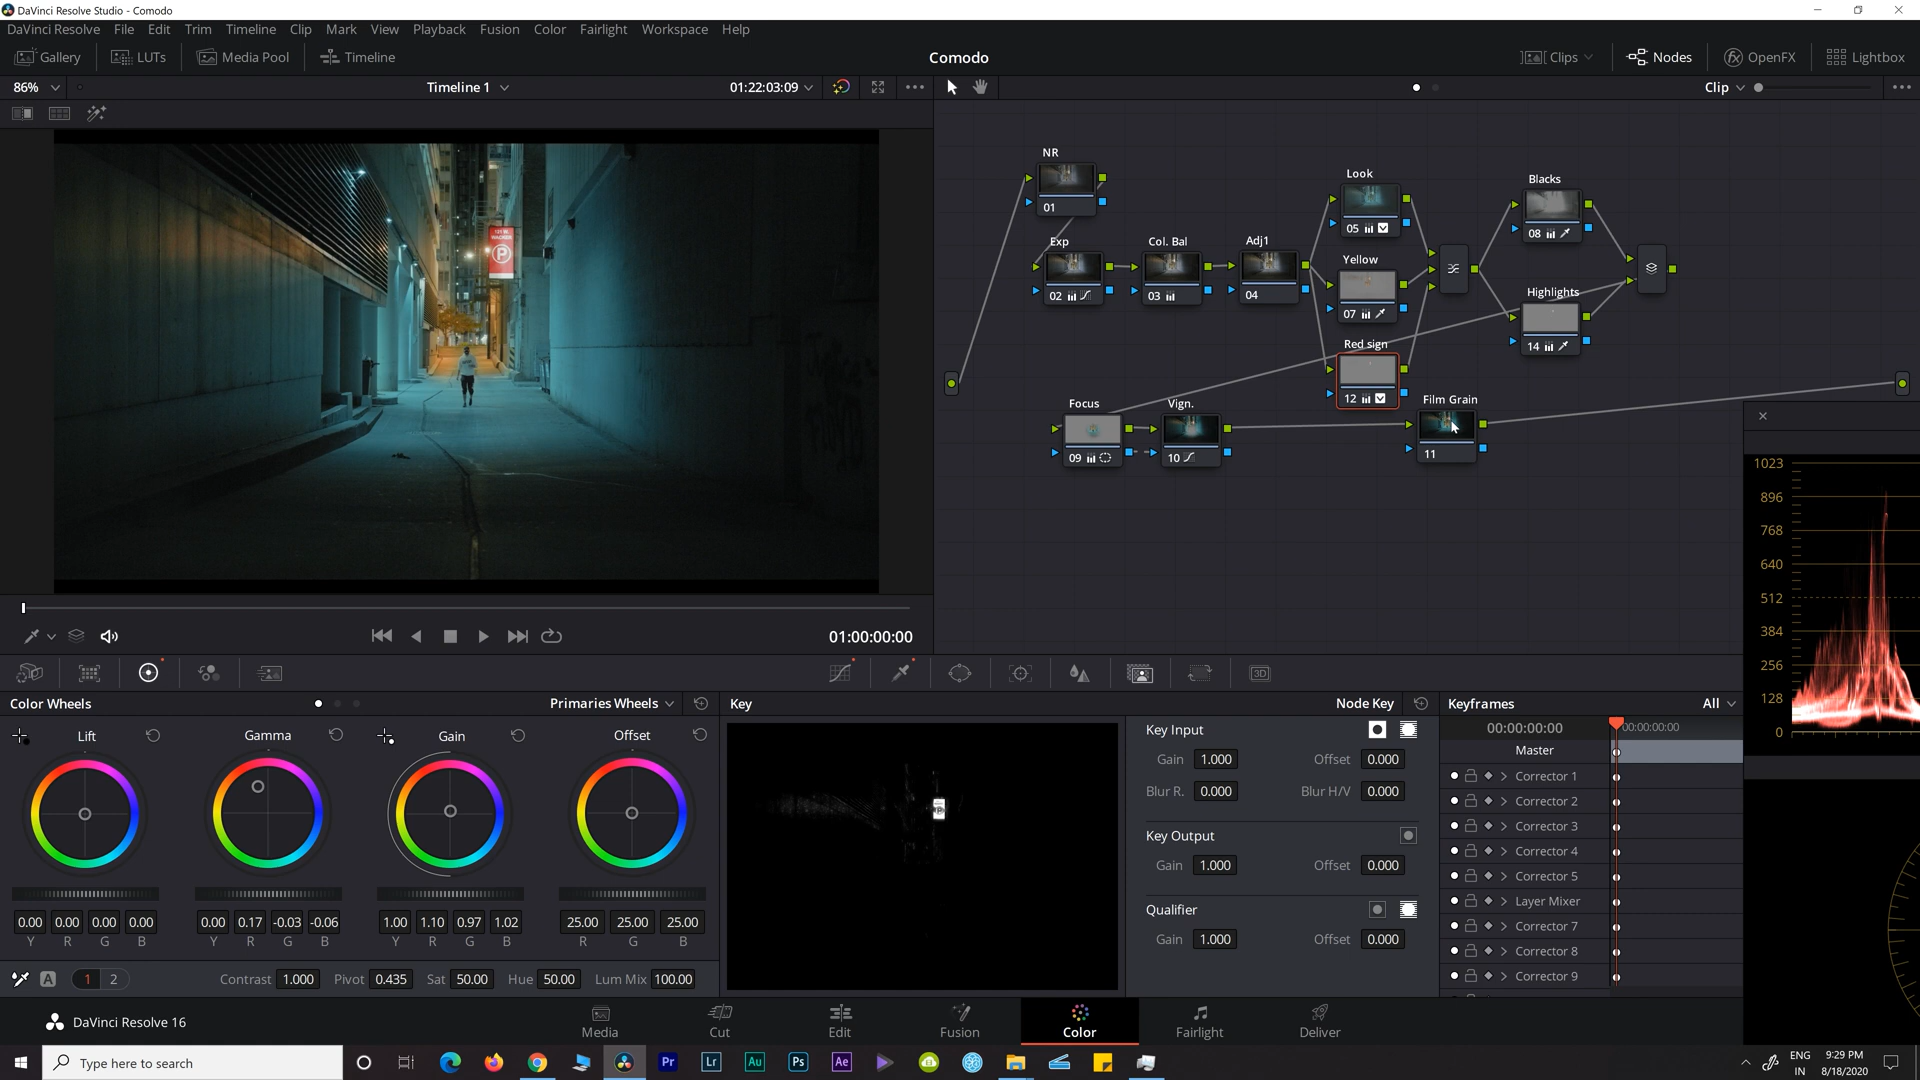 DaVinci Resolve Studio - Comodo
DaVinci Resolve File Edit Trim Timeline Clip Mark View Playback Fusion Color Fairlight Workspace Help
Gallery LUTs Media Pool Timeline Comodo Clips Nodes OpenFX Lightbox
86% Timeline 1 01:22:03:09 Clip
NR
01
Exp Col. Bal Adj1
02 03 04
Look
05
Yellow
07
Red sign
12
Blacks
08
Highlights
14
Focus Vign. Film Grain
09 10 11
P
01:00:00:00
1023
896
768
640
512
384
256
128
0
Color Wheels Primaries Wheels Key Node Key Keyframes All
Lift Gamma Gain Offset
0.00 0.00 0.00 0.00 0.00 0.17 -0.03 -0.06 1.00 1.10 0.97 1.02 25.00 25.00 25.00
Y R G B Y R G B Y R G B R G B
A 1 2 Contrast 1.000 Pivot 0.435 Sat 50.00 Hue 50.00 Lum Mix 100.00
Key Input
Gain 1.000 Offset 0.000
Blur R. 0.000 Blur H/V 0.000
Key Output
Gain 1.000 Offset 0.000
Qualifier
Gain 1.000 Offset 0.000
00:00:00:00 00:00:00:00
Master
Corrector 1
Corrector 2
Corrector 3
Corrector 4
Corrector 5
Layer Mixer
Corrector 7
Corrector 8
Corrector 9
3D
DaVinci Resolve 16 Media Cut Edit Fusion Color Fairlight Deliver
Type here to search Pr Lr Au Ps Ae
ENG 9:29 PM
IN 8/18/2020